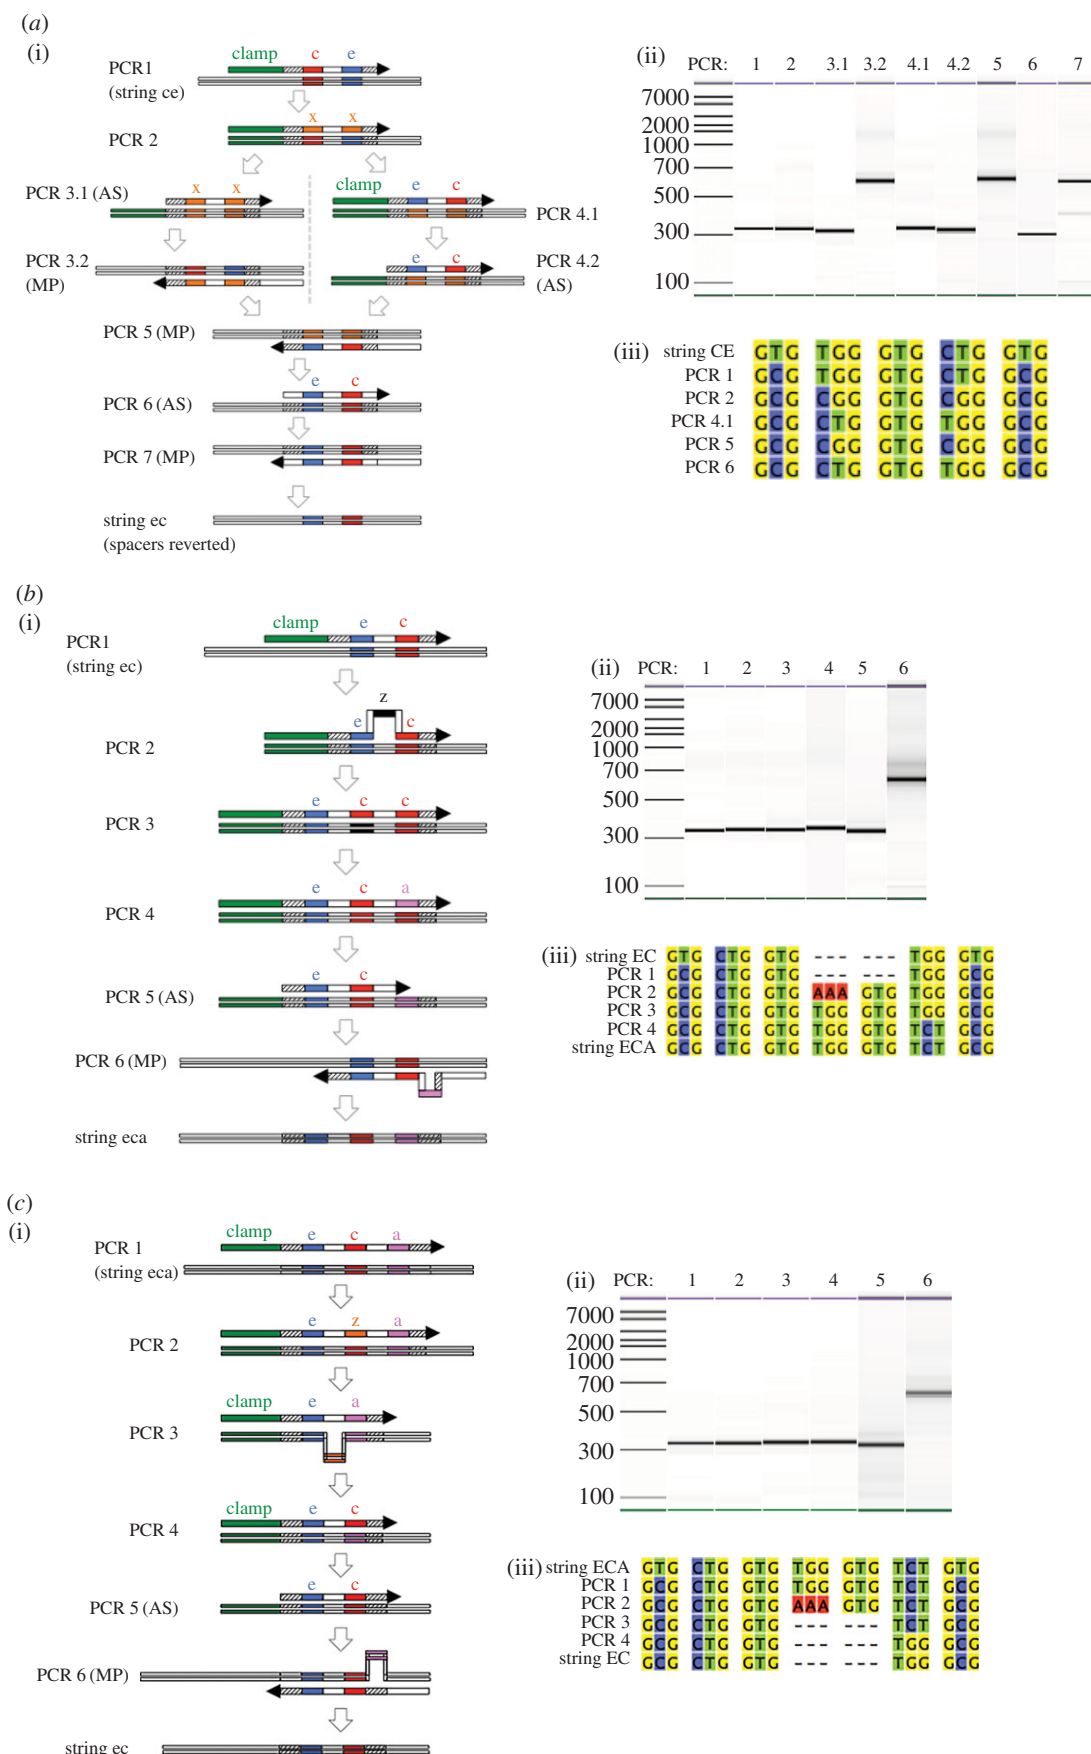 (a)
(i)
clamp c e
PCR1
(string ce)
x x
PCR 2
x x
PCR 3.1 (AS)
clamp e c
PCR 4.1
PCR 3.2
(MP)
e c
PCR 4.2
(AS)
PCR 5 (MP)
e c
PCR 6 (AS)
PCR 7 (MP)
string ec
(spacers reverted)
(ii)
PCR: 1 2 3.1 3.2 4.1 4.2 5 6 7
7000
2000
1000
700
500
300
100
(iii)
string CE GTG TGG GTG CTG GTG
PCR 1 GCG TGG GTG CTG GCG
PCR 2 GCG CGG GTG CGG GCG
PCR 4.1 GCG CTG GTG TGG GCG
PCR 5 GCG CGG GTG CGG GCG
PCR 6 GCG CTG GTG TGG GCG
(b)
(i)
clamp e c
PCR1
(string ec)
z
e c
PCR 2
e c c
PCR 3
e c a
PCR 4
e c
PCR 5 (AS)
PCR 6 (MP)
string eca
(ii)
PCR: 1 2 3 4 5 6
7000
2000
1000
700
500
300
100
(iii)
string EC GTG CTG GTG --- --- TGG GTG
PCR 1 GCG CTG GTG --- --- TGG GCG
PCR 2 GCG CTG GTG AAA GTG TGG GCG
PCR 3 GCG CTG GTG TGG GTG TGG GCG
PCR 4 GCG CTG GTG TGG GTG TCT GCG
string ECA GCG CTG GTG TGG GTG TCT GCG
(c)
(i)
clamp e c a
PCR 1
(string eca)
e z a
PCR 2
clamp e a
PCR 3
clamp e c
PCR 4
e c
PCR 5 (AS)
PCR 6 (MP)
string ec
(ii)
PCR: 1 2 3 4 5 6
7000
2000
1000
700
500
300
100
(iii)
string ECA GTG CTG GTG TGG GTG TCT GTG
PCR 1 GCG CTG GTG TGG GTG TCT GCG
PCR 2 GCG CTG GTG AAA GTG TCT GCG
PCR 3 GCG CTG GTG --- --- TCT GCG
PCR 4 GCG CTG GTG --- --- TGG GCG
string EC GCG CTG GTG --- --- TGG GCG